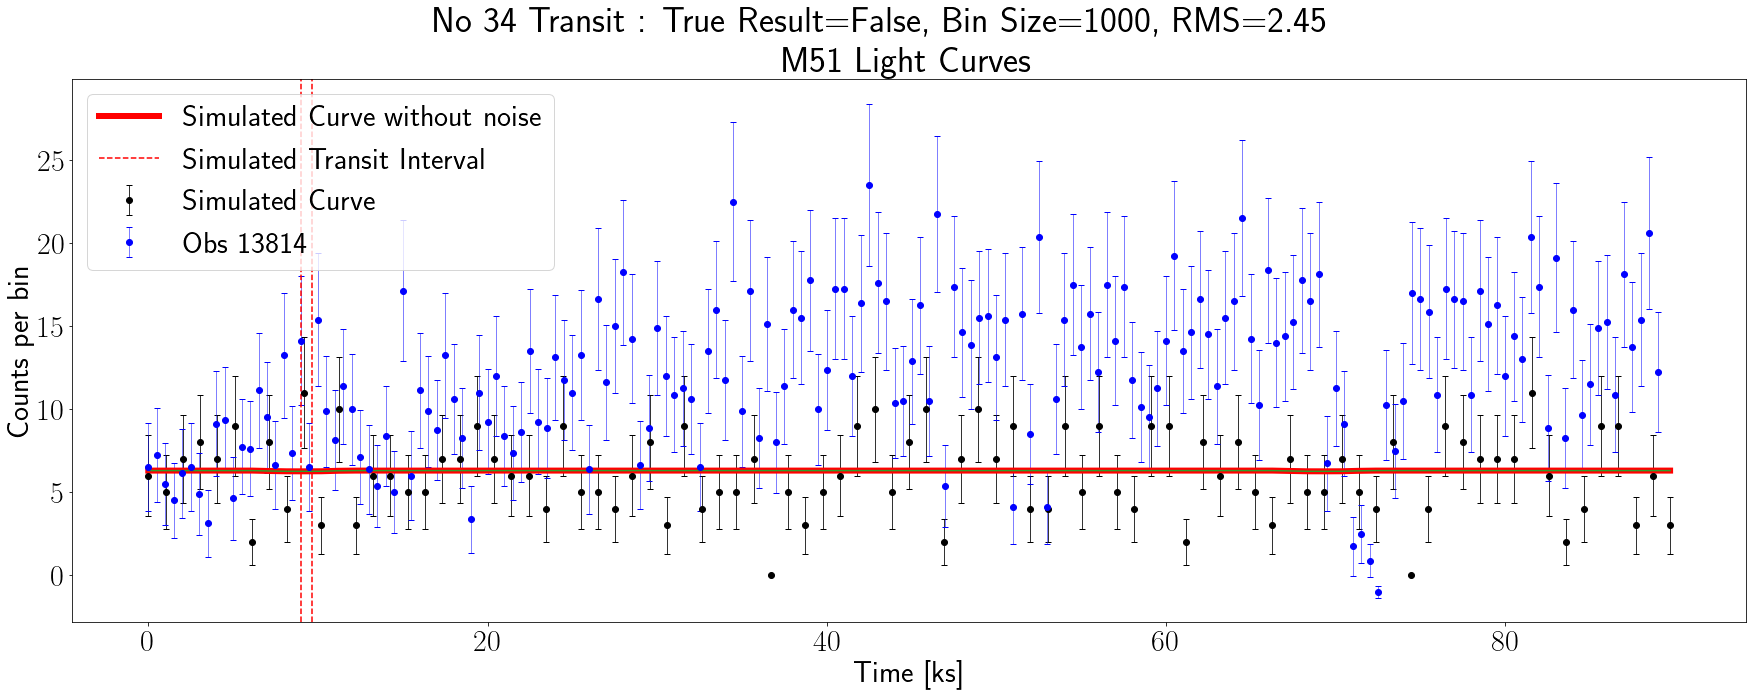 No 34 Transit : True Result=False, Bin Size=1000, RMS=2.45
M51 Light Curves
Simulated Curve without noise
Simulated Transit Interval
Simulated Curve
Obs 13814
Counts per bin
25
20
15
10
5
0
0 20 40 60 80
Time [ks]